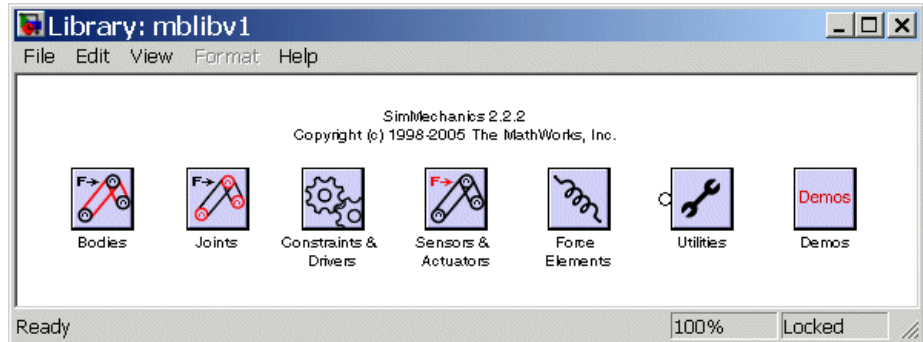 Library: mblibv1
File Edit View Format Help
SimMechanics 2.2.2
Copyright (c) 1998-2005 The MathWorks, Inc.
F F F Demos
Bodies Joints Constraints & Sensors & Force Utilities Demos
Drivers Actuators Elements
Ready 100% Locked